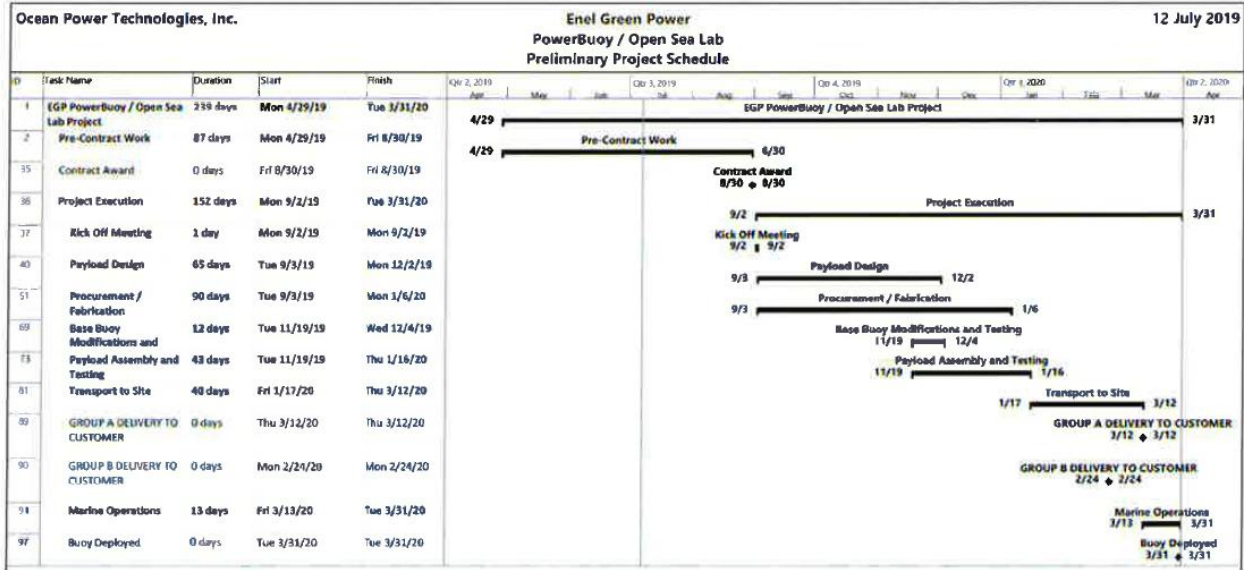 Ocean Power Technologies, Inc.
Enel Green Power
12 July 2019
PowerBuoy / Open Sea Lab
Preliminary Project Schedule
ID Task Name Duration Start Finish Qtr 2, 2019 Qtr 3, 2019 Qtr 4, 2019 Qtr 1, 2020 Qtr 2, 2020
Apr May Jun Jul Aug Sep Oct Nov Dec Jan Feb Mar Apr
1 EGP PowerBuoy / Open Sea 239 days Mon 4/29/19 Tue 3/31/20 EGP PowerBuoy / Open Sea Lab Project
Lab Project 4/29 3/31
2 Pre-Contract Work 87 days Mon 4/29/19 Fri 8/30/19 Pre-Contract Work
4/29 8/30
35 Contract Award 0 days Fri 8/30/19 Fri 8/30/19 Contract Award
8/30 8/30
36 Project Execution 152 days Mon 9/2/19 Tue 3/31/20 Project Execution
9/2 3/31
37 Kick Off Meeting 1 day Mon 9/2/19 Mon 9/2/19 Kick Off Meeting
9/2 9/2
40 Payload Design 65 days Tue 9/3/19 Mon 12/2/19 Payload Design
9/3 12/2
51 Procurement / 90 days Tue 9/3/19 Mon 1/6/20 Procurement / Fabrication
Fabrication 9/3 1/6
69 Base Buoy 12 days Tue 11/19/19 Wed 12/4/19 Base Buoy Modifications and Testing
Modifications and 11/19 12/4
73 Payload Assembly and 43 days Tue 11/19/19 Thu 1/16/20 Payload Assembly and Testing
Testing 11/19 1/16
81 Transport to Site 40 days Fri 1/17/20 Thu 3/12/20 Transport to Site
1/17 3/12
89 GROUP A DELIVERY TO 0 days Thu 3/12/20 Thu 3/12/20 GROUP A DELIVERY TO CUSTOMER
CUSTOMER 3/12 3/12
90 GROUP B DELIVERY TO 0 days Mon 2/24/20 Mon 2/24/20 GROUP B DELIVERY TO CUSTOMER
CUSTOMER 2/24 2/24
91 Marine Operations 13 days Fri 3/13/20 Tue 3/31/20 Marine Operations
3/13 3/31
97 Buoy Deployed 0 days Tue 3/31/20 Tue 3/31/20 Buoy Deployed
3/31 3/31